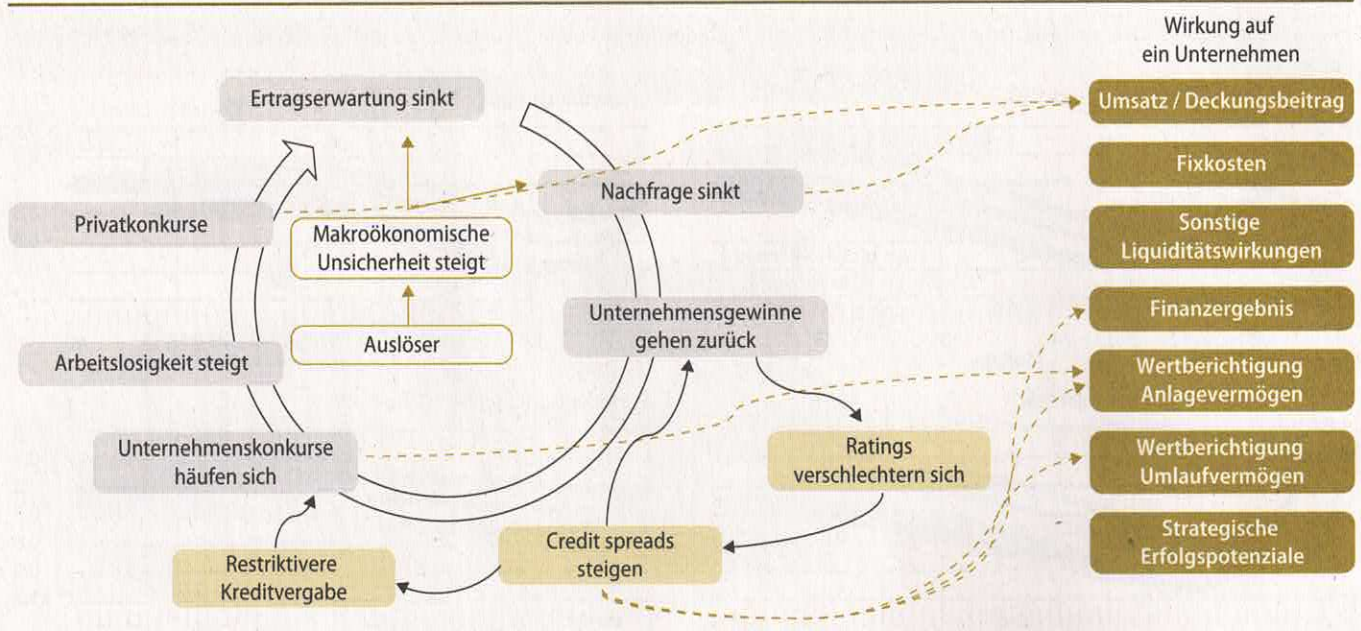 Wirkung auf
ein Unternehmen
Ertragserwartung sinkt
Umsatz / Deckungsbeitrag
Fixkosten
Nachfrage sinkt
Privatkonkurse
Makroökonomische
Unsicherheit steigt
Sonstige
Liquiditätswirkungen
Unternehmensgewinne
gehen zurück
Finanzergebnis
Auslöser
Arbeitslosigkeit steigt
Wertberichtigung
Anlagevermögen
Unternehmenskonkurse
häufen sich
Ratings
verschlechtern sich
Wertberichtigung
Umlaufvermögen
Credit spreads
steigen
Strategische
Erfolgspotenziale
Restriktivere
Kreditvergabe